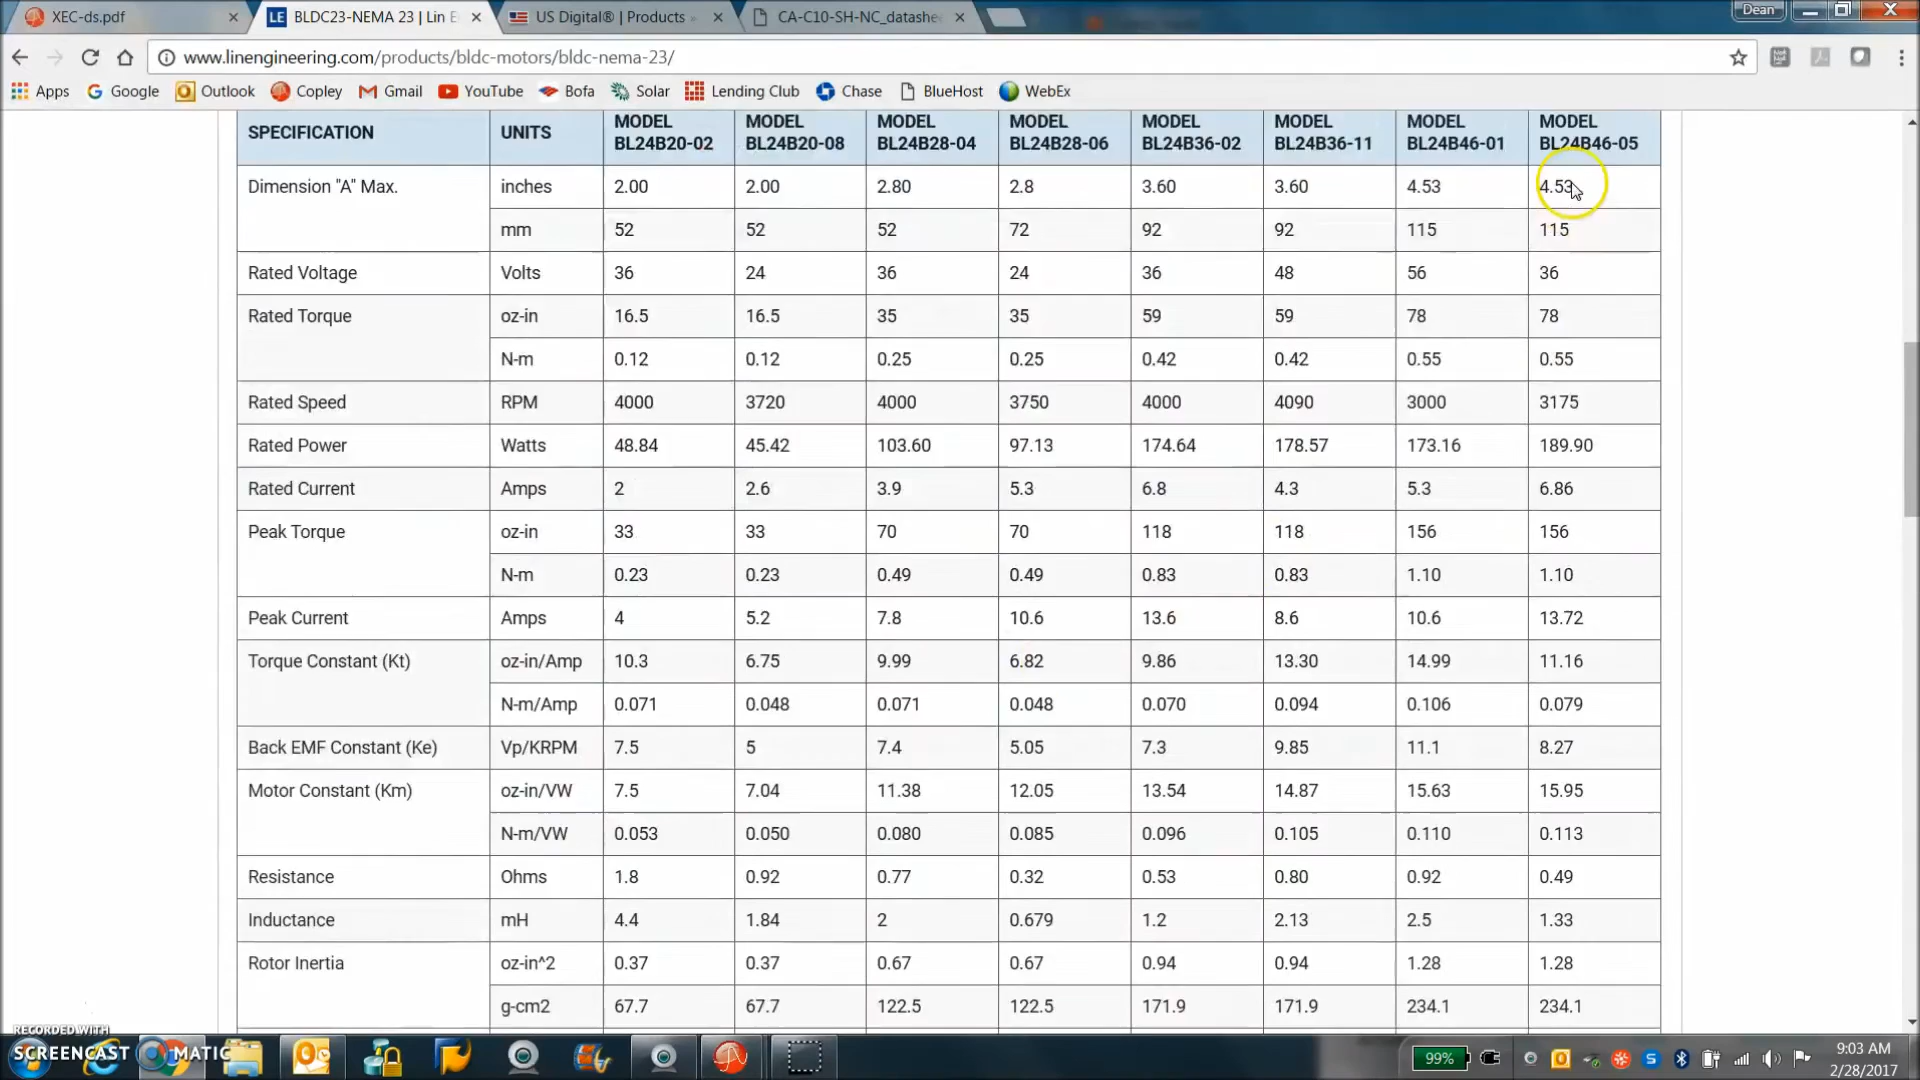 XEC-ds.pdf
BLDC23-NEMA 23 | Lin E
US Digital® | Products »
CA-C10-SH-NC_datashe
Dean
www.linengineering.com/products/bldc-motors/bldc-nema-23/
Apps Google Outlook Copley Gmail YouTube Bofa Solar Lending Club Chase BlueHost WebEx
SPECIFICATION UNITS MODEL BL24B20-02 MODEL BL24B20-08 MODEL BL24B28-04 MODEL BL24B28-06 MODEL BL24B36-02 MODEL BL24B36-11 MODEL BL24B46-01 MODEL BL24B46-05
Dimension "A" Max. inches 2.00 2.00 2.80 2.8 3.60 3.60 4.53 4.53
mm 52 52 52 72 92 92 115 115
Rated Voltage Volts 36 24 36 24 36 48 56 36
Rated Torque oz-in 16.5 16.5 35 35 59 59 78 78
N-m 0.12 0.12 0.25 0.25 0.42 0.42 0.55 0.55
Rated Speed RPM 4000 3720 4000 3750 4000 4090 3000 3175
Rated Power Watts 48.84 45.42 103.60 97.13 174.64 178.57 173.16 189.90
Rated Current Amps 2 2.6 3.9 5.3 6.8 4.3 5.3 6.86
Peak Torque oz-in 33 33 70 70 118 118 156 156
N-m 0.23 0.23 0.49 0.49 0.83 0.83 1.10 1.10
Peak Current Amps 4 5.2 7.8 10.6 13.6 8.6 10.6 13.72
Torque Constant (Kt) oz-in/Amp 10.3 6.75 9.99 6.82 9.86 13.30 14.99 11.16
N-m/Amp 0.071 0.048 0.071 0.048 0.070 0.094 0.106 0.079
Back EMF Constant (Ke) Vp/KRPM 7.5 5 7.4 5.05 7.3 9.85 11.1 8.27
Motor Constant (Km) oz-in/VW 7.5 7.04 11.38 12.05 13.54 14.87 15.63 15.95
N-m/VW 0.053 0.050 0.080 0.085 0.096 0.105 0.110 0.113
Resistance Ohms 1.8 0.92 0.77 0.32 0.53 0.80 0.92 0.49
Inductance mH 4.4 1.84 2 0.679 1.2 2.13 2.5 1.33
Rotor Inertia oz-in^2 0.37 0.37 0.67 0.67 0.94 0.94 1.28 1.28
g-cm2 67.7 67.7 122.5 122.5 171.9 171.9 234.1 234.1
RECORDED WITH
SCREENCAST MATIC
99%
9:03 AM
2/28/2017